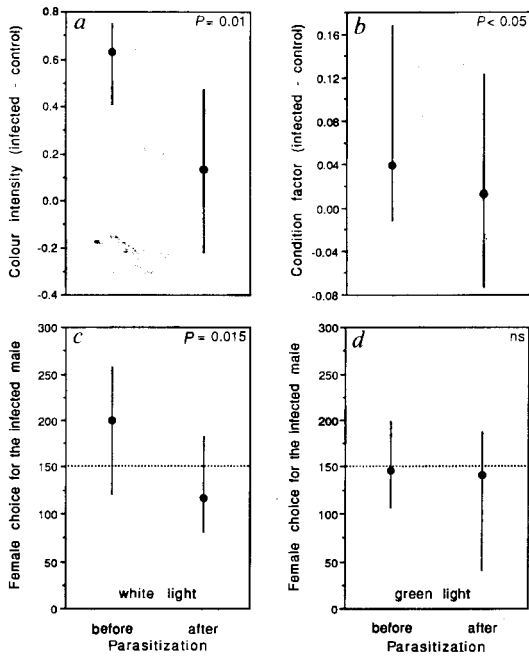 a
P = 0.01
Colour intensity (infected - control)
0.8
0.6
0.4
0.2
0.0
-0.2
-0.4
b
P < 0.05
Condition factor (infected - control)
0.16
0.12
0.08
0.04
0.00
-0.08
c
P = 0.015
Female choice for the infected male
300
250
200
150
100
50
0
white light
before
after
Parasitization
d
ns
Female choice for the infected male
300
250
200
150
100
50
0
green light
before
after
Parasitization